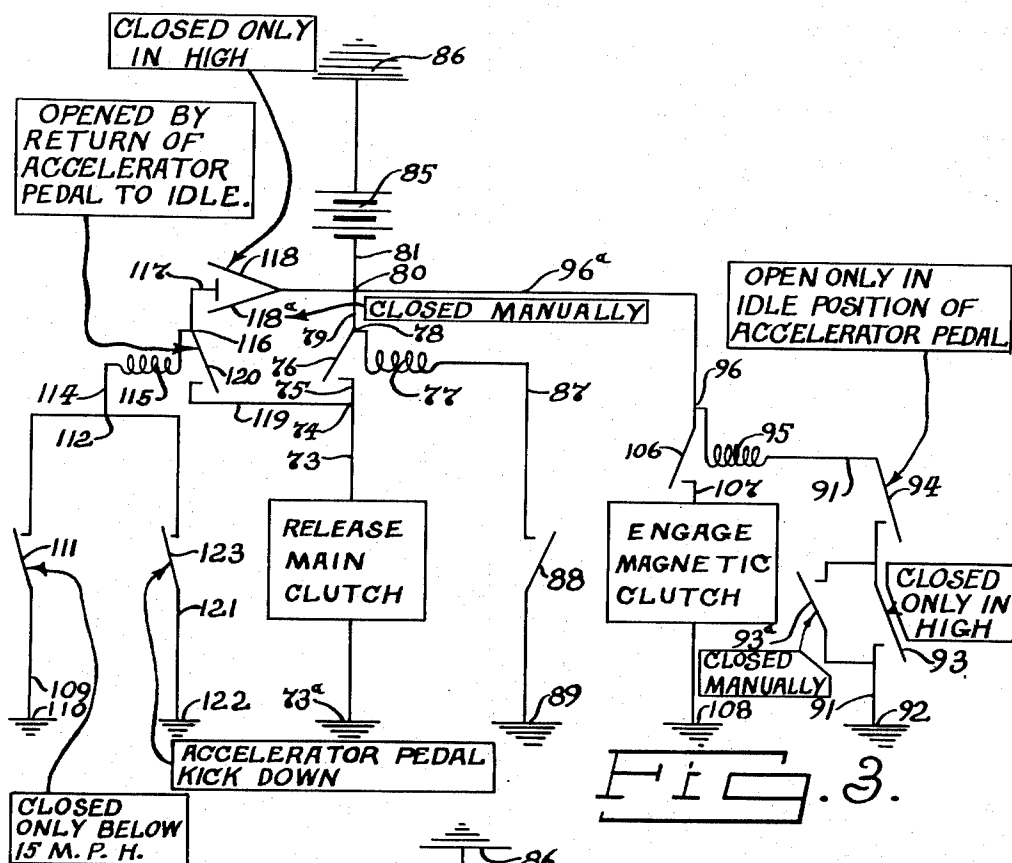 CLOSED ONLY
IN HIGH
86
OPENED BY
RETURN OF
ACCELERATOR
PEDAL TO IDLE.
85
81
117
118
80
96a
118a
CLOSED MANUALLY
OPEN ONLY IN
IDLE POSITION OF
ACCELERATOR PEDAL
79
78
116
76
120
75
77
87
96
114
115
119
74
112
73
106
95
107
91
94
RELEASE
MAIN
CLUTCH
ENGAGE
MAGNETIC
CLUTCH
111
123
88
CLOSED
ONLY IN
HIGH
121
93a
93
CLOSED
MANUALLY
109
110
122
73a
89
108
91
92
ACCELERATOR PEDAL
KICK DOWN
FIG. 3.
CLOSED
ONLY BELOW
15 M.P.H.
86